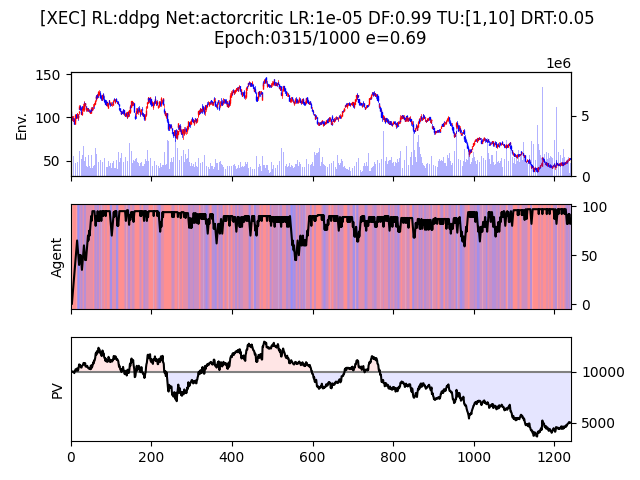 [XEC] RL:ddpg Net:actorcritic LR:1e-05 DF:0.99 TU:[1,10] DRT:0.05
Epoch:0315/1000 e=0.69
1e6
150
100
50
Env.
5
0
Agent
100
50
0
PV
10000
5000
0 200 400 600 800 1000 1200